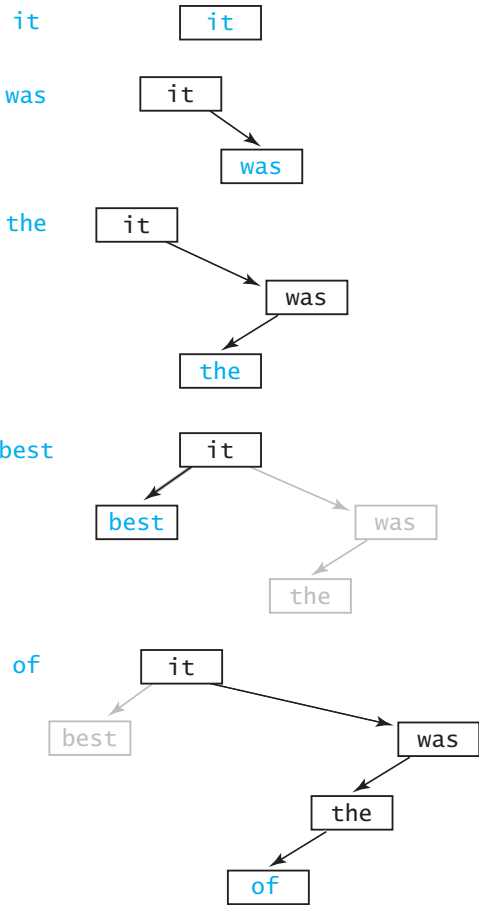 it it
was it
was
the it
was
the
best it
best was
the
of it
best was
the
of